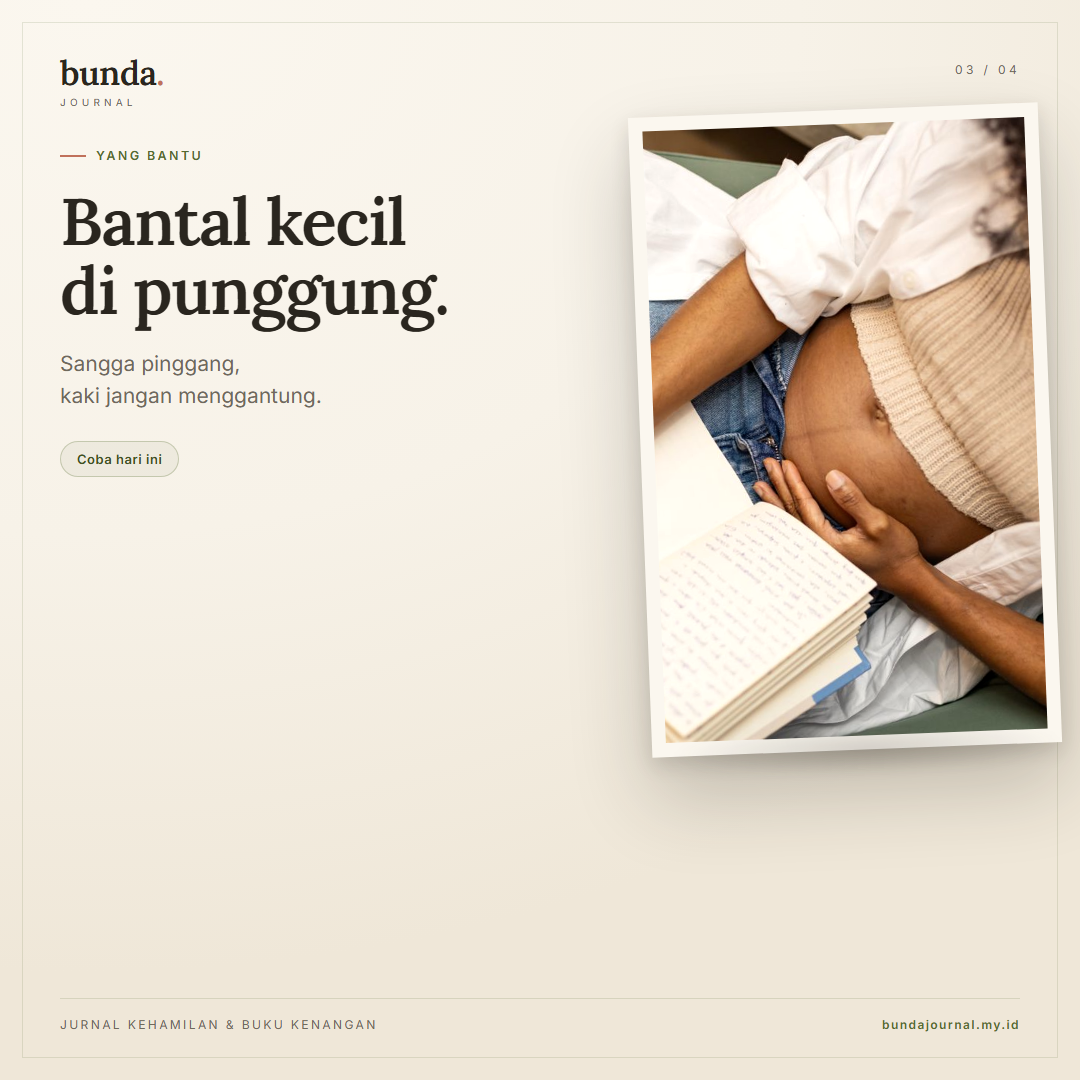 bunda.
JOURNAL
03 / 04
YANG BANTU
Bantal kecil
di punggung.
Sangga pinggang,
kaki jangan menggantung.
Coba hari ini
JURNAL KEHAMILAN & BUKU KENANGAN
bundajournal.my.id